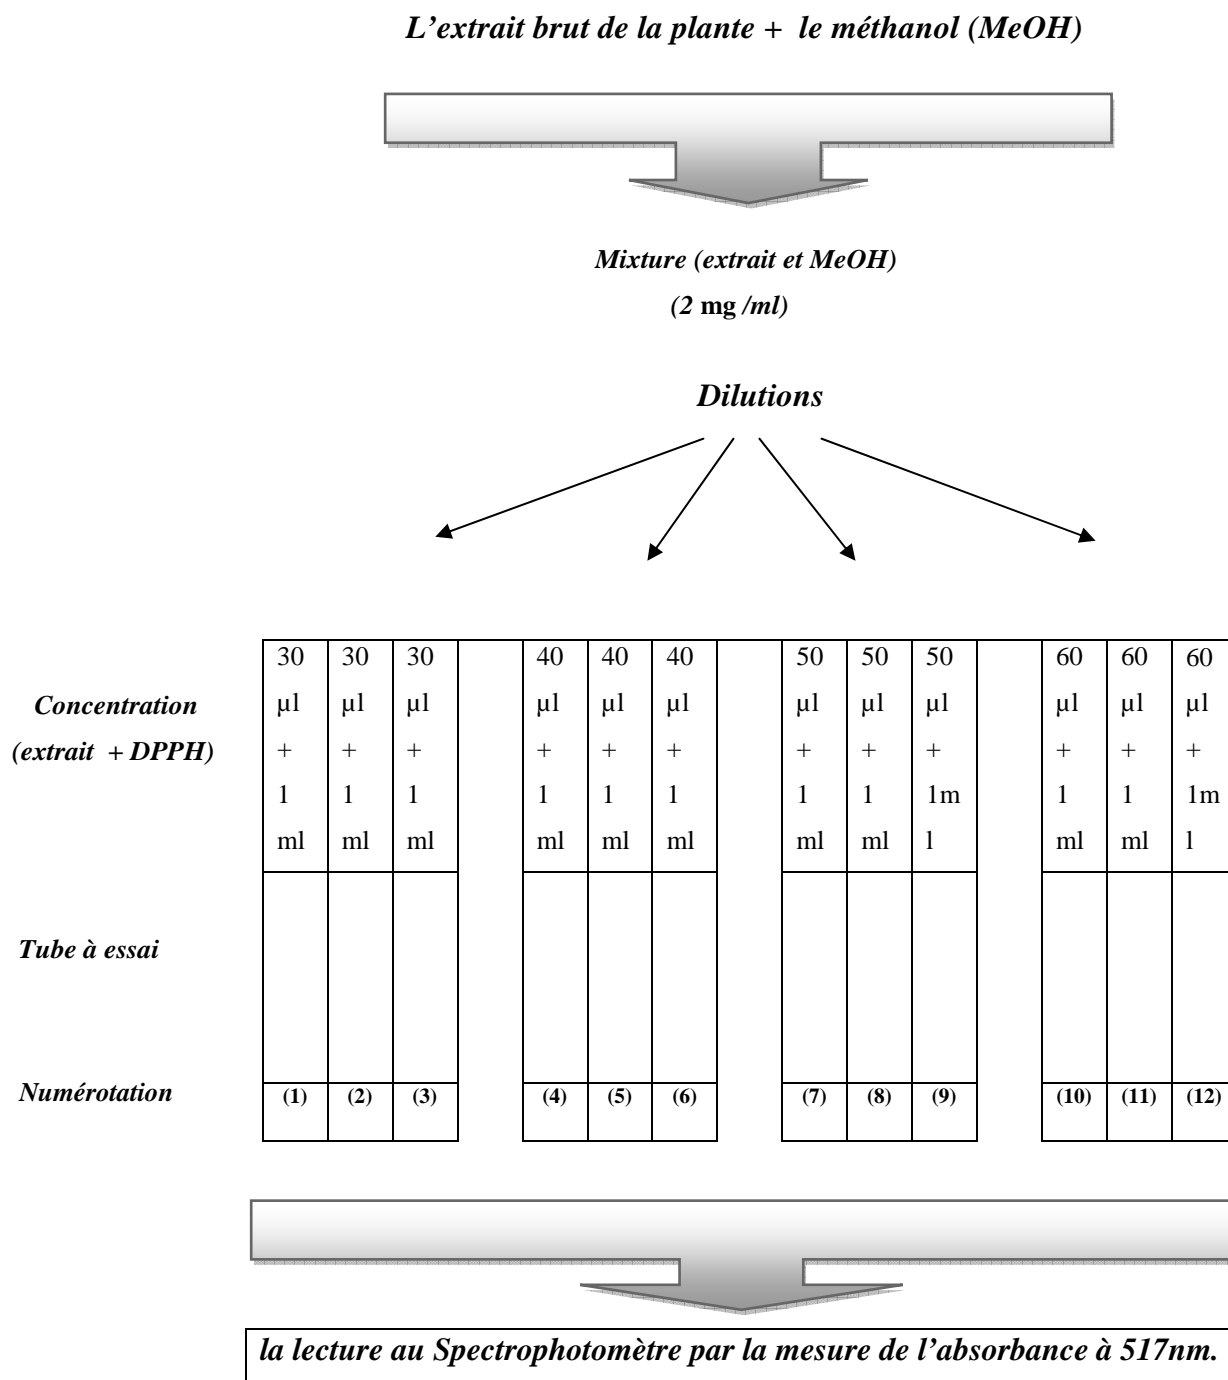 L’extrait brut de la plante + le méthanol (MeOH)
Mixture (extrait et MeOH)
(2 mg /ml)
Dilutions
30 30 30 40 40 40 50 50 50 60 60 60
Concentration µl µl µl µl µl µl µl µl µl µl µl µl
(extrait + DPPH) + + + + + + + + + + + +
1 1 1 1 1 1 1 1 1m 1 1 1m
ml ml ml ml ml ml ml ml l ml ml l
Tube à essai
Numérotation (1) (2) (3) (4) (5) (6) (7) (8) (9) (10) (11) (12)
la lecture au Spectrophotomètre par la mesure de l’absorbance à 517nm.